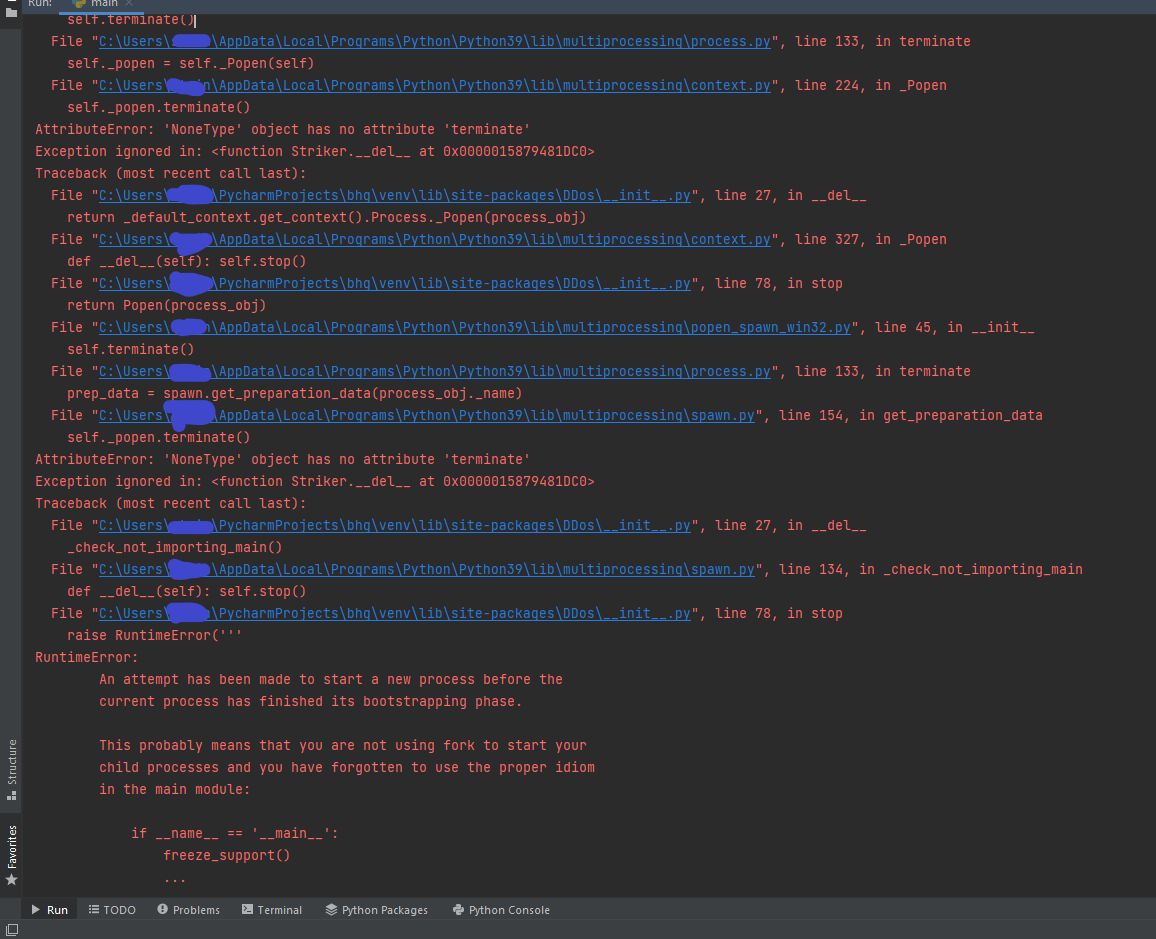 Run:
main
self.terminate()
File "C:\Users\ \AppData\Local\Programs\Python\Python39\lib\multiprocessing\process.py", line 133, in terminate
self._popen = self._Popen(self)
File "C:\Users\ \AppData\Local\Programs\Python\Python39\lib\multiprocessing\context.py", line 224, in _Popen
self._popen.terminate()
AttributeError: 'NoneType' object has no attribute 'terminate'
Exception ignored in: <function Striker.__del__ at 0x0000015879481DC0>
Traceback (most recent call last):
File "C:\Users\ \PycharmProjects\bhg\venv\lib\site-packages\DDos\__init__.py", line 27, in __del__
return _default_context.get_context().Process._Popen(process_obj)
File "C:\Users\ \AppData\Local\Programs\Python\Python39\lib\multiprocessing\context.py", line 327, in _Popen
def __del__(self): self.stop()
File "C:\Users\ \PycharmProjects\bhg\venv\lib\site-packages\DDos\__init__.py", line 78, in stop
return Popen(process_obj)
File "C:\Users\ \AppData\Local\Programs\Python\Python39\lib\multiprocessing\popen_spawn_win32.py", line 45, in __init__
self.terminate()
File "C:\Users\ \AppData\Local\Programs\Python\Python39\lib\multiprocessing\process.py", line 133, in terminate
prep_data = spawn.get_preparation_data(process_obj._name)
File "C:\Users\ \AppData\Local\Programs\Python\Python39\lib\multiprocessing\spawn.py", line 154, in get_preparation_data
self._popen.terminate()
AttributeError: 'NoneType' object has no attribute 'terminate'
Exception ignored in: <function Striker.__del__ at 0x0000015879481DC0>
Traceback (most recent call last):
File "C:\Users\ \PycharmProjects\bhg\venv\lib\site-packages\DDos\__init__.py", line 27, in __del__
_check_not_importing_main()
File "C:\Users\ \AppData\Local\Programs\Python\Python39\lib\multiprocessing\spawn.py", line 134, in _check_not_importing_main
def __del__(self): self.stop()
File "C:\Users\ \PycharmProjects\bhg\venv\lib\site-packages\DDos\__init__.py", line 78, in stop
raise RuntimeError('''
RuntimeError:
An attempt has been made to start a new process before the
current process has finished its bootstrapping phase.
This probably means that you are not using fork to start your
child processes and you have forgotten to use the proper idiom
in the main module:
if __name__ == '__main__':
freeze_support()
...
Structure
Favorites
Run TODO Problems Terminal Python Packages Python Console